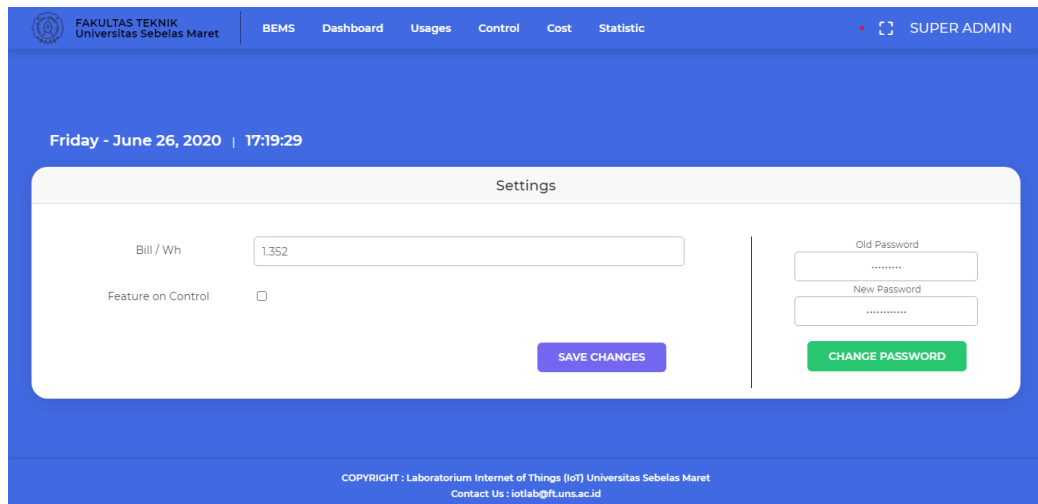 FAKULTAS TEKNIK
Universitas Sebelas Maret
BEMS Dashboard Usages Control Cost Statistic
SUPER ADMIN
Friday - June 26, 2020 | 17:19:29
Settings
Bill / Wh
1.352
Feature on Control
SAVE CHANGES
Old Password
.........
New Password
............
CHANGE PASSWORD
COPYRIGHT : Laboratorium Internet of Things (IoT) Universitas Sebelas Maret
Contact Us : iotlab@ft.uns.ac.id